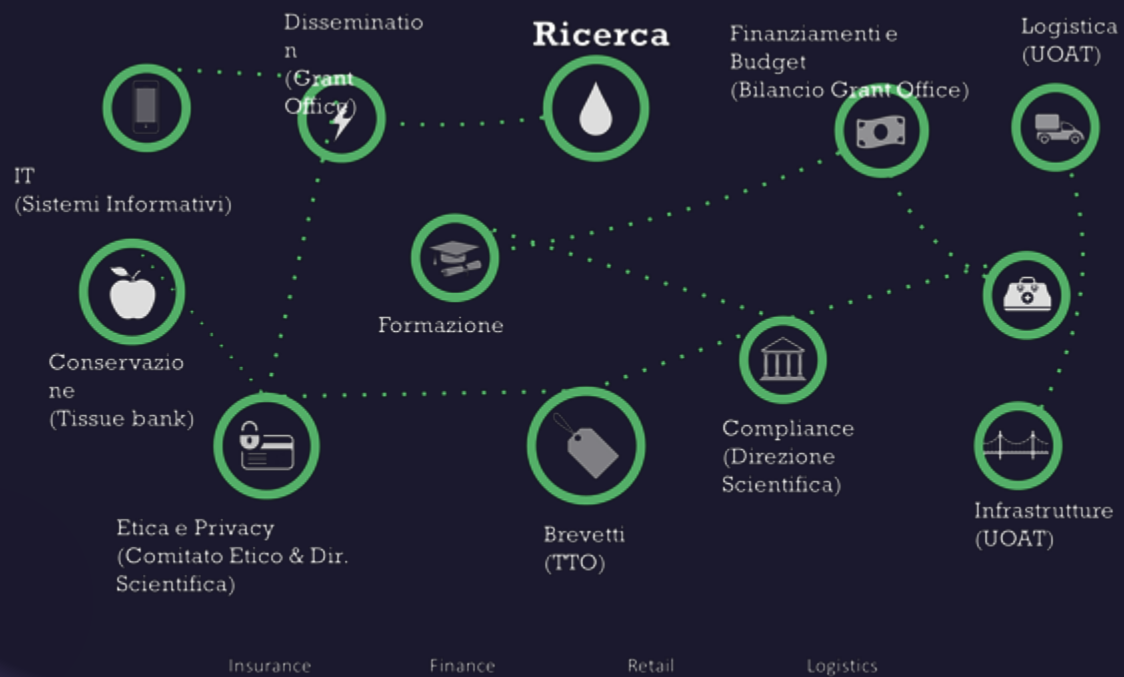 Disseminatio
n
(Grant
Office)
Ricerca
Finanziamenti e
Budget
(Bilancio Grant Office)
Logistica
(UOAT)
IT
(Sistemi Informativi)
Formazione
Conservazio
ne
(Tissue bank)
Compliance
(Direzione
Scientifica)
Etica e Privacy
(Comitato Etico & Dir.
Scientifica)
Brevetti
(TTO)
Infrastrutture
(UOAT)
Insurance
Finance
Retail
Logistics